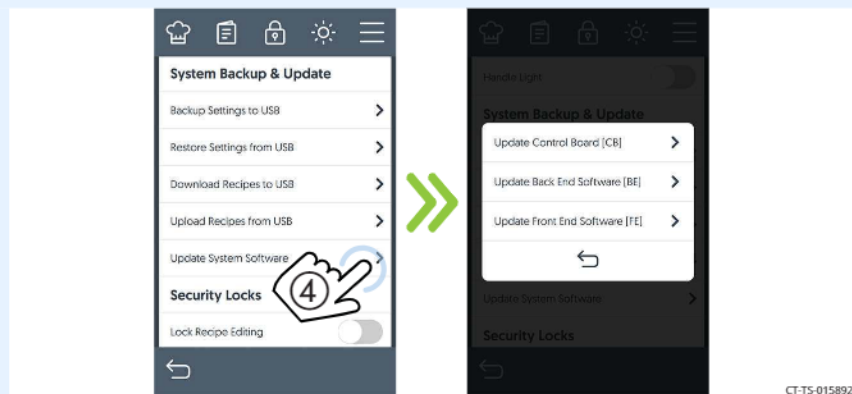 System Backup & Update
Backup Settings to USB
Restore Settings from USB
Download Recipes to USB
Upload Recipes from USB
Update System Software
Security Locks
4
Lock Recipe Editing
Handle Light
System Backup & Update
Update Control Board [CB]
Update Back End Software [BE]
Update Front End Software [FE]
Update System Software
Security Locks
CT-TS-015892